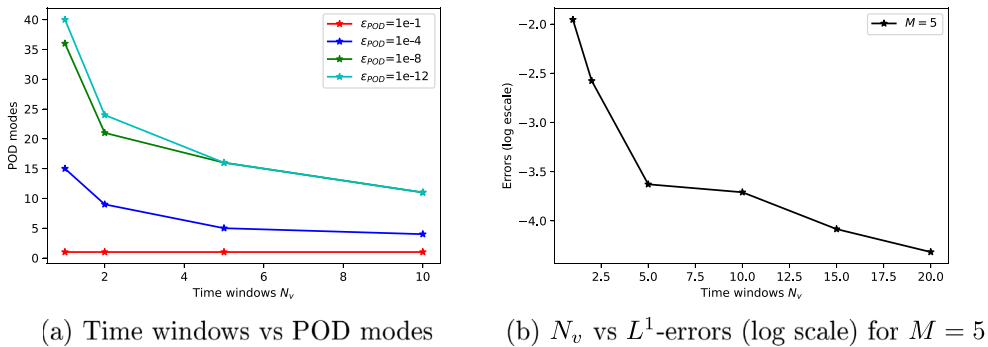 40
35
30
25
20
15
10
5
0
POD modes
2
4
6
8
10
Time windows N_v
ε_POD=1e-1
ε_POD=1e-4
ε_POD=1e-8
ε_POD=1e-12
(a) Time windows vs POD modes
−2.0
−2.5
−3.0
−3.5
−4.0
Errors (log escale)
2.5
5.0
7.5
10.0
12.5
15.0
17.5
20.0
Time windows N_v
M = 5
(b) N_v vs L^1-errors (log scale) for M = 5